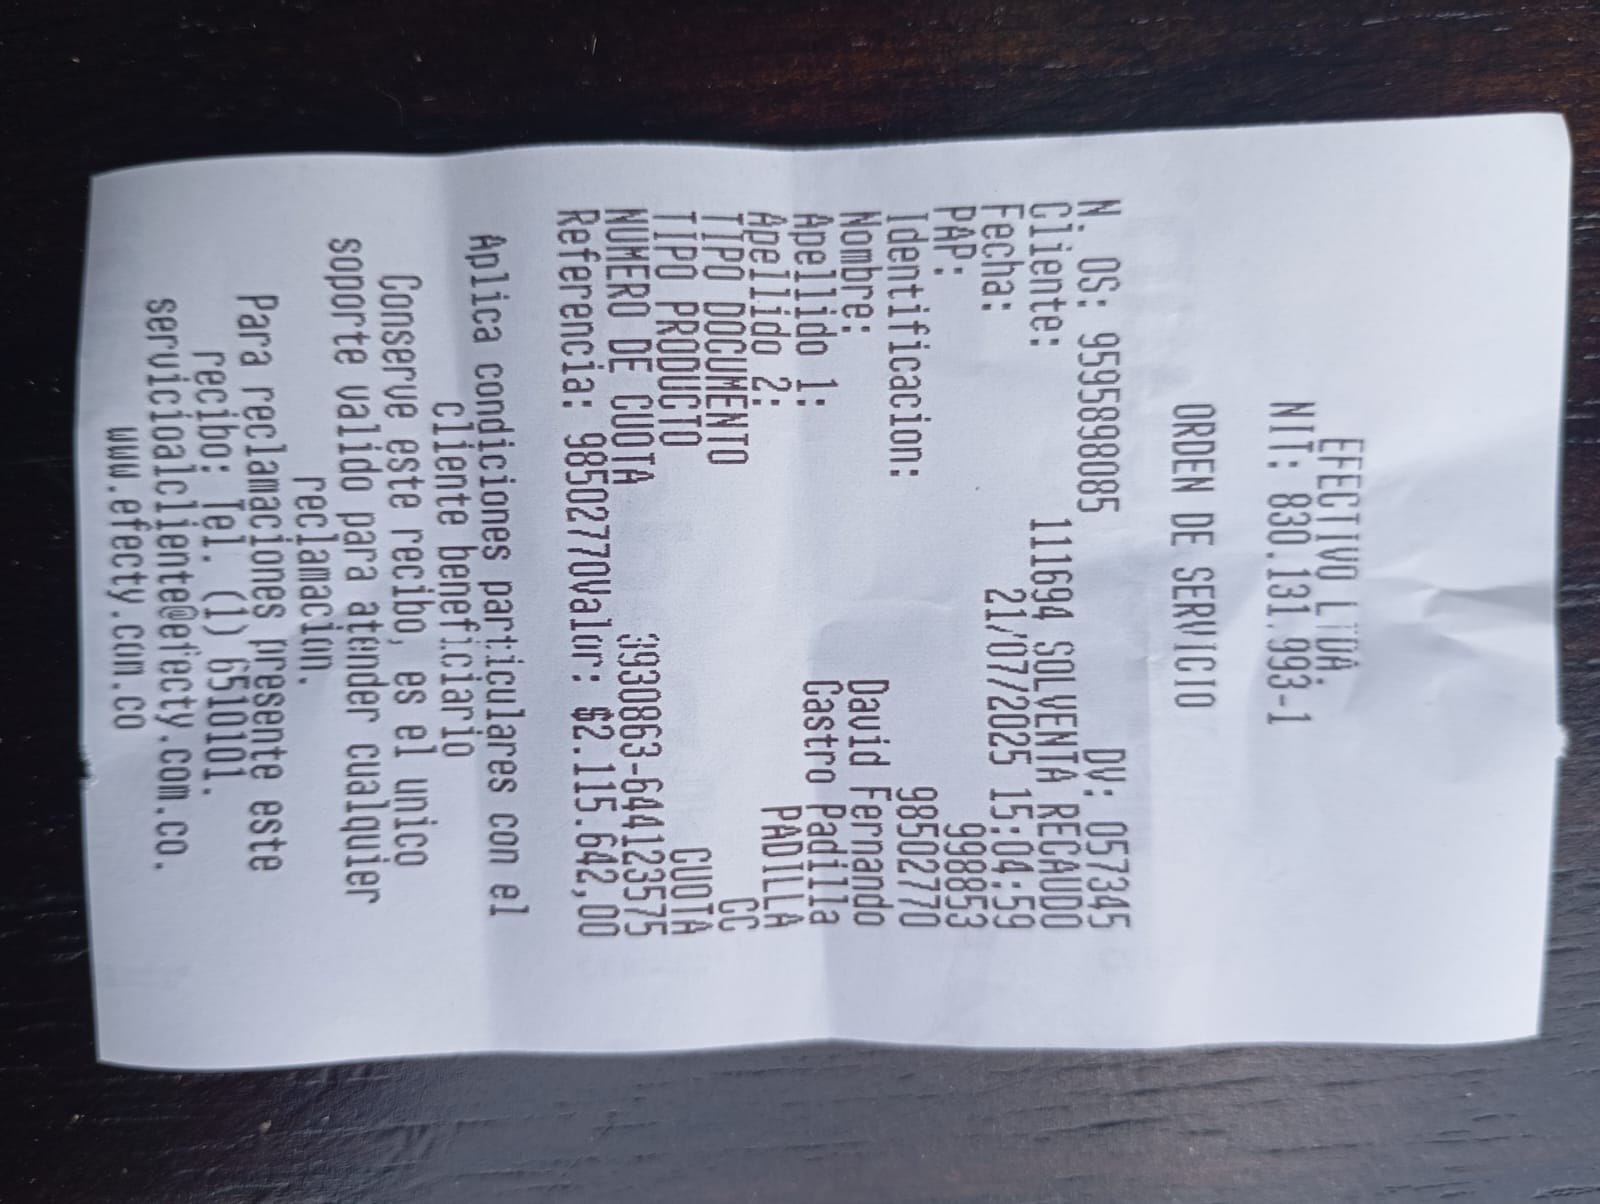 EFECTIVO LTDA.
NIT: 830.131.993-1
ORDEN DE SERVICIO
N. OS: 9595898085 DV: 057345
Cliente: 111694 SOLVENTA RECAUDO
Fecha: 21/07/2025 15:04:59
PAP: 998853
Identificacion: 98502770
Nombre: David Fernando
Apellido 1: Castro Padilla
Apellido 2: PADILLA
TIPO DOCUMENTO CC
TIPO PRODUCTO CUOTA
NUMERO DE CUOTA 3930863-644123575
Referencia: 98502770Valor: $2.115.642,00
Aplica condiciones particulares con el
cliente beneficiario
Conserve este recibo, es el unico
soporte valido para atender cualquier
reclamacion.
Para reclamaciones presente este
recibo: Tel. (1) 6510101.
servicioalcliente@efecty.com.co.
www.efecty.com.co